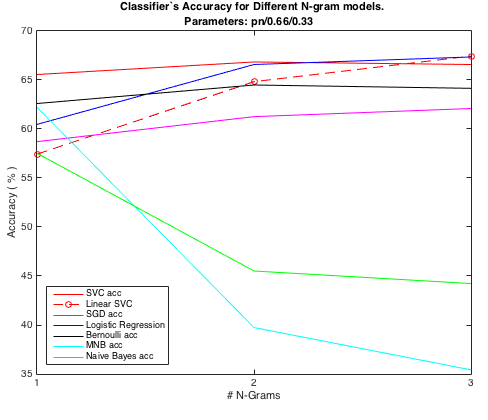 Classifier`s Accuracy for Different N-gram models.
Parameters: pn/0.66/0.33
70
65
60
55
50
45
40
35
Accuracy ( % )
SVC acc
Linear SVC
SGD acc
Logistic Regression
Bernoulli acc
MNB acc
Naive Bayes acc
1
2
3
# N-Grams